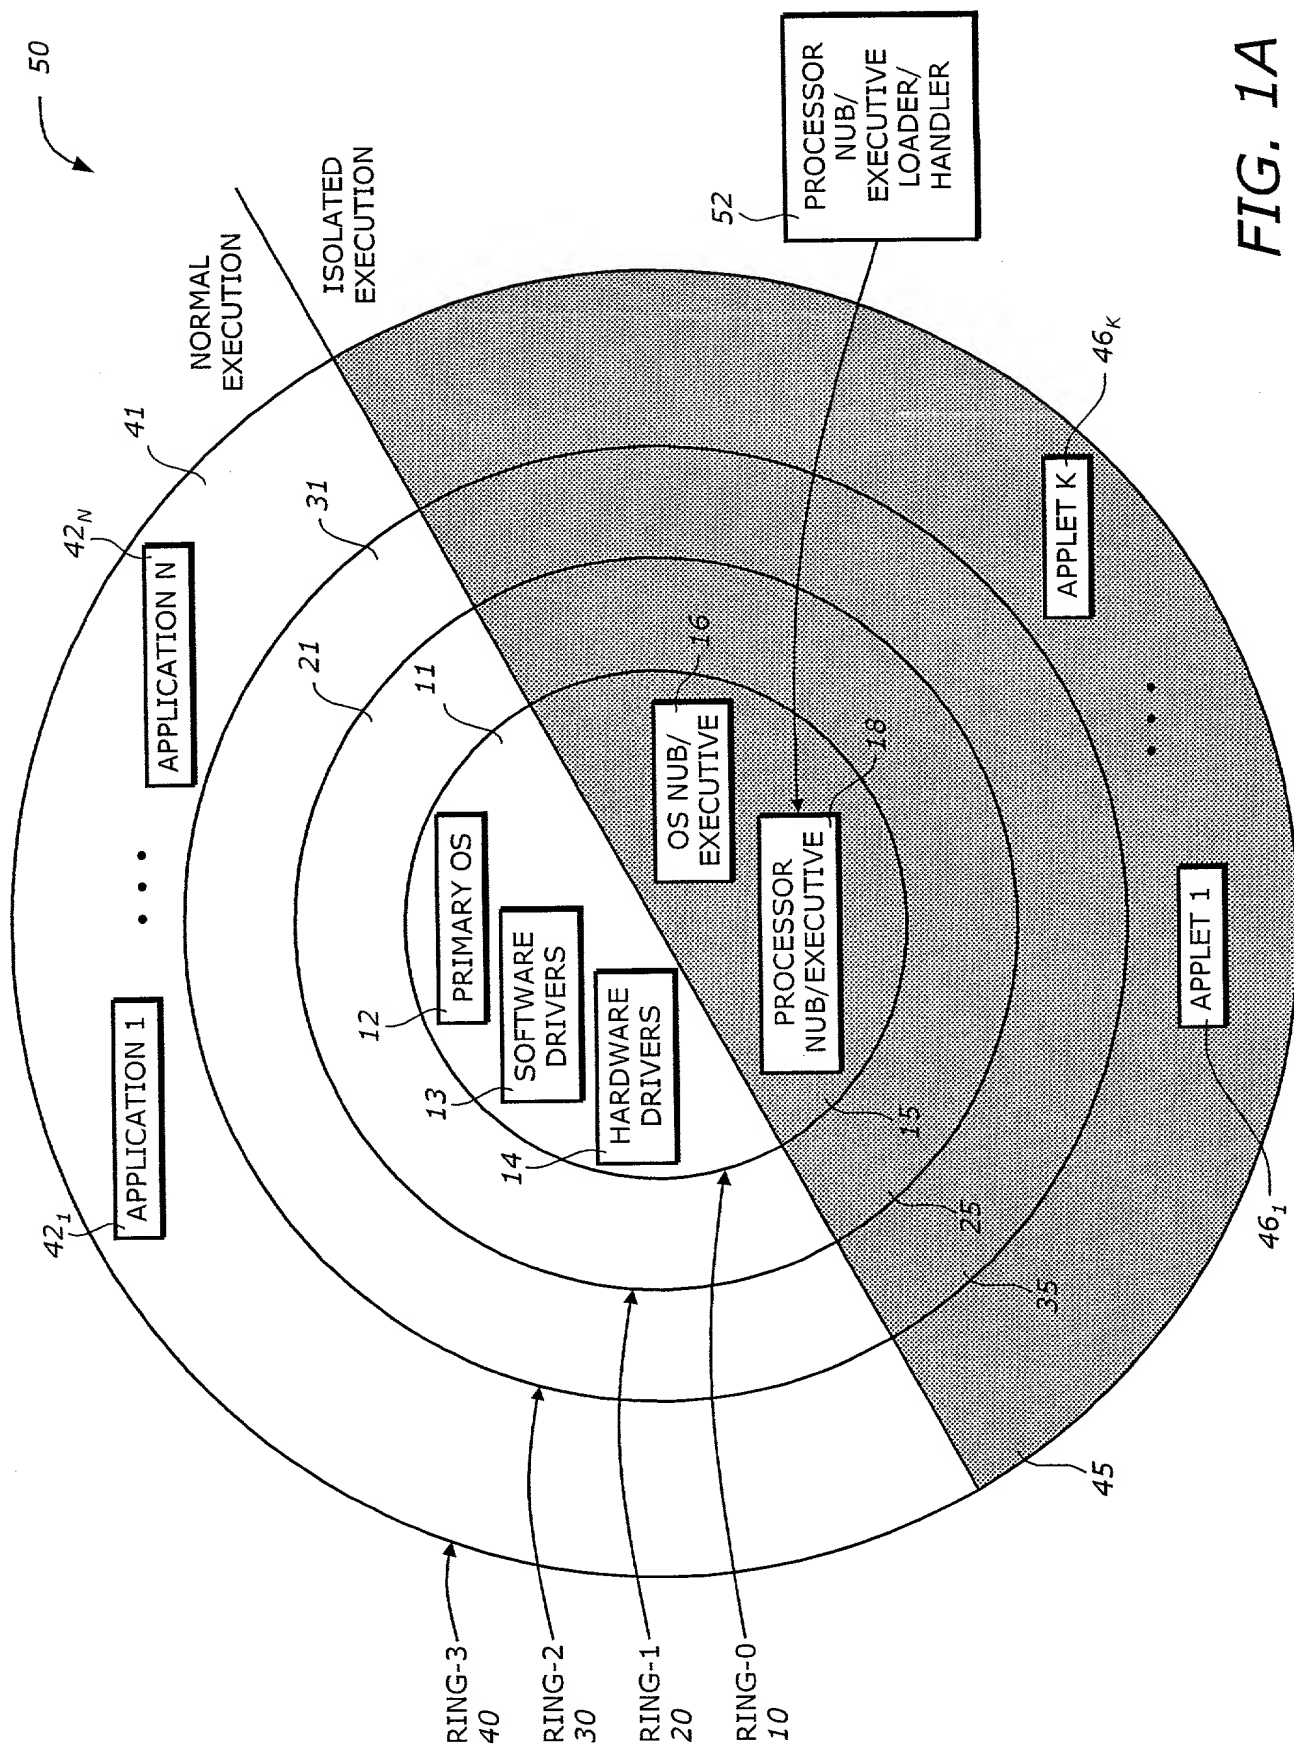 50
NORMAL
EXECUTION
ISOLATED
EXECUTION
41
42N
APPLICATION N
31
21
11
42₁
APPLICATION 1
12
PRIMARY OS
13
SOFTWARE
DRIVERS
14
HARDWARE
DRIVERS
16
OS NUB/
EXECUTIVE
18
PROCESSOR
NUB/EXECUTIVE
52
PROCESSOR
NUB/
EXECUTIVE
LOADER/
HANDLER
46K
APPLET K
APPLET 1
46₁
15
25
35
45
RING-3
40
RING-2
30
RING-1
20
RING-0
10
FIG. 1A